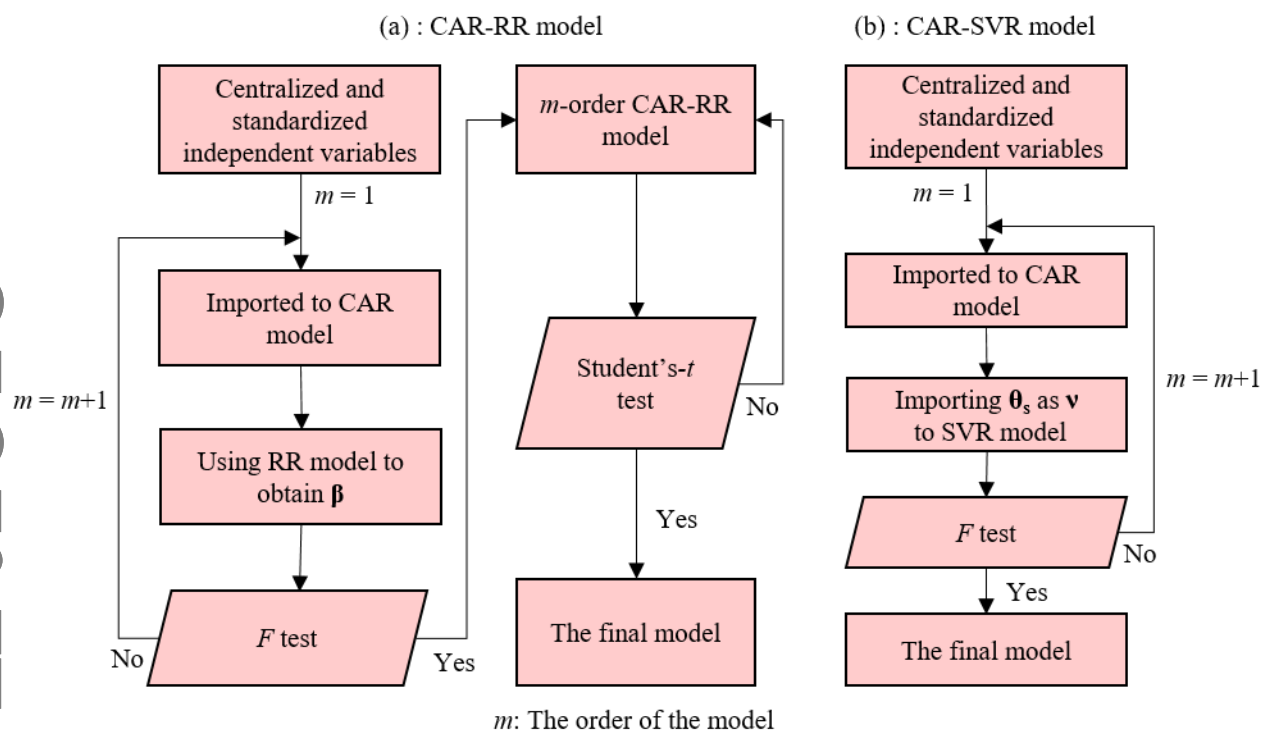 (a) : CAR-RR model
Centralized and
standardized
independent variables
m = 1
Imported to CAR
model
m = m+1
Using RR model to
obtain β
F test
No
Yes
m-order CAR-RR
model
Student’s-t
test
No
Yes
The final model
(b) : CAR-SVR model
Centralized and
standardized
independent variables
m = 1
Imported to CAR
model
m = m+1
Importing θs as ν
to SVR model
F test
No
Yes
The final model
m: The order of the model